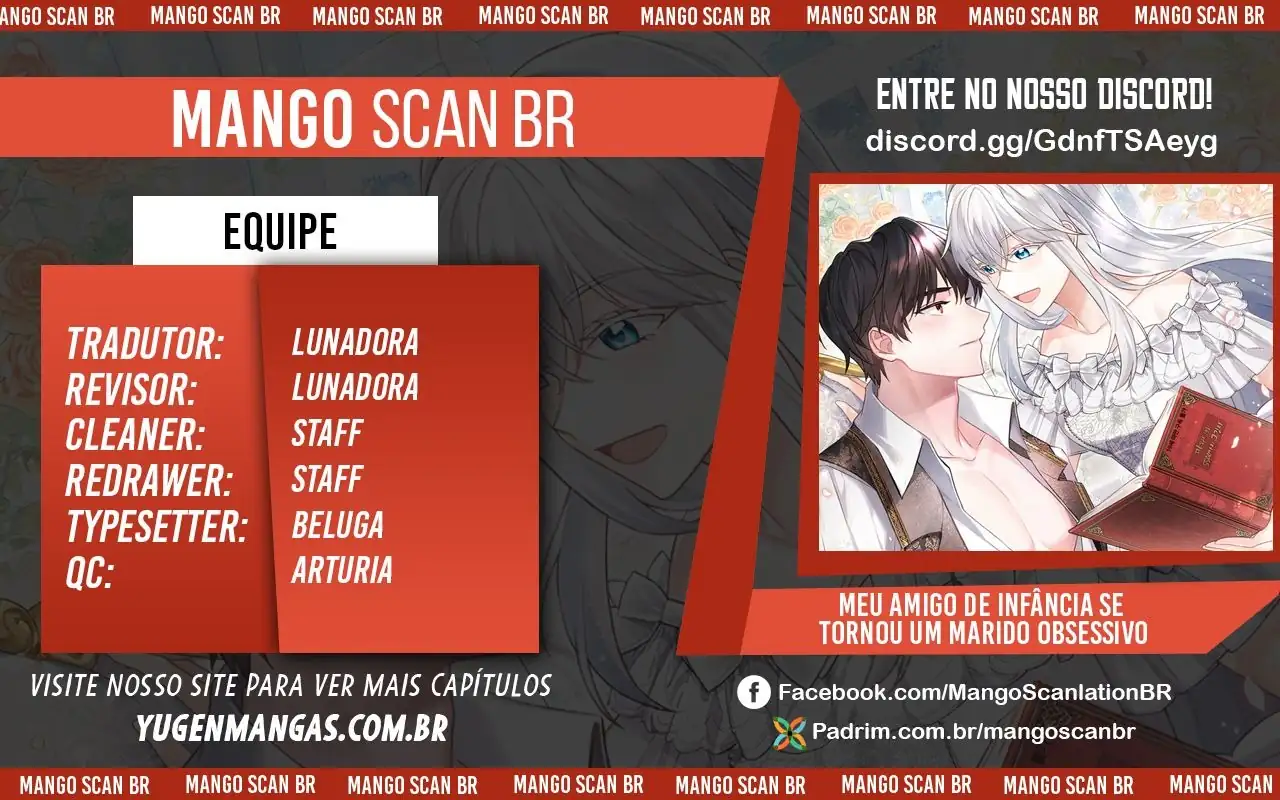 ANGO SCAN BR MANGO SCAN BR MANGO SCAN BR MANGO SCAN BR MANGO SCAN BR MANGO SCAN BR MANGO SCAN BR MANGO SCAN BR
MANGO SCAN BR
EQUIPE
TRADUTOR: LUNADORA
REVISOR: LUNADORA
CLEANER: STAFF
REDRAWER: STAFF
TYPESETTER: BELUGA
QC: ARTURIA
VISITE NOSSO SITE PARA VER MAIS CAPÍTULOS
YUGENMANGAS.COM.BR
ENTRE NO NOSSO DISCORD!
discord.gg/GdnfTSAeyg
MEU AMIGO DE INFÂNCIA SE
TORNOU UM MARIDO OBSESSIVO
Facebook.com/MangoScanlationBR
Padrim.com.br/mangoscanbr
MANGO SCAN BR MANGO SCAN BR MANGO SCAN BR MANGO SCAN BR MANGO SCAN BR MANGO SCAN BR MANGO SCAN BR MANGO SCAN